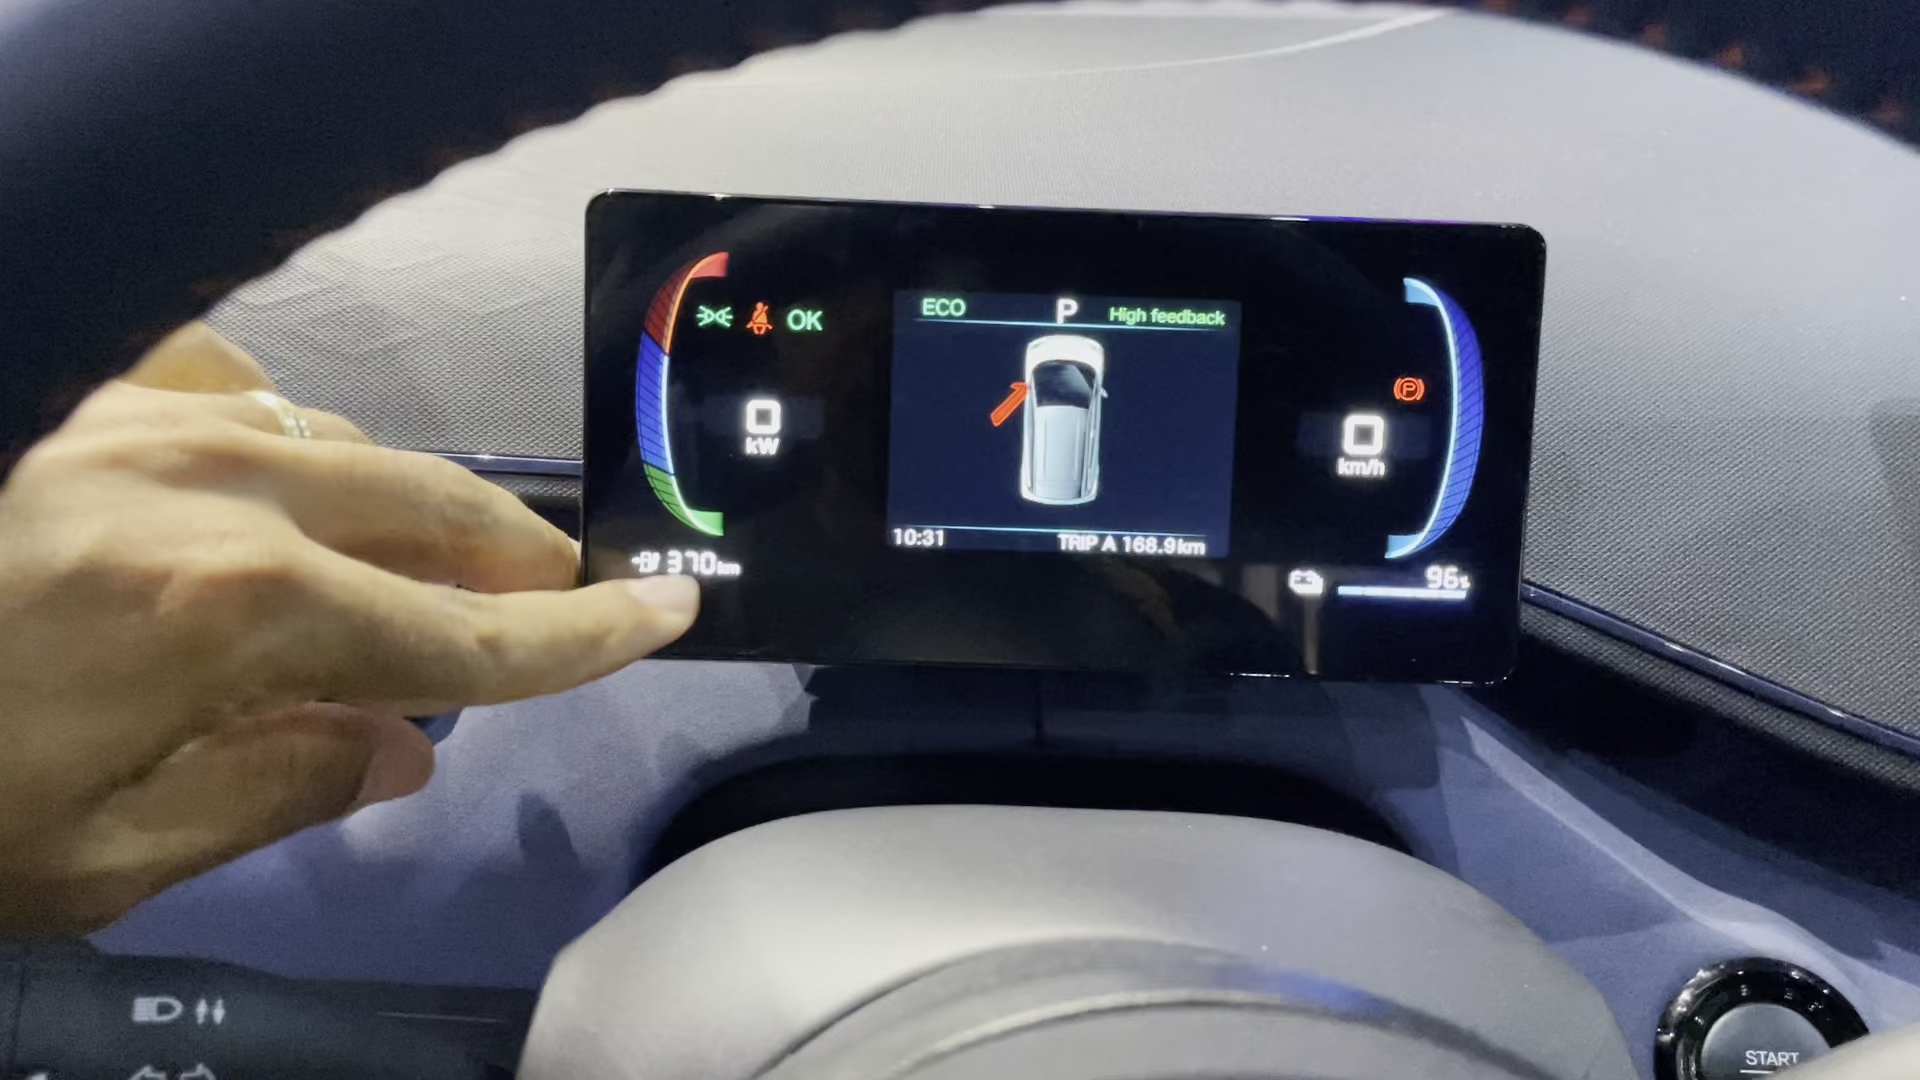 ECO P High feedback
OK
0
kW
0
km/h
10:31 TRIP A 168.9km
370km
96%
START